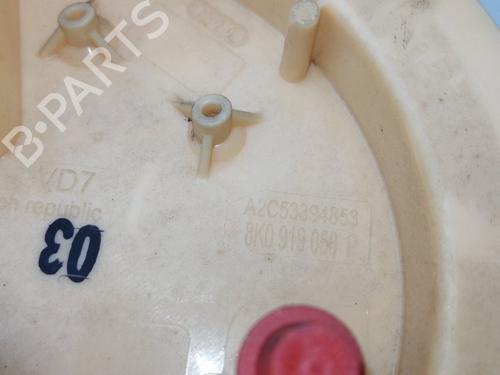 B-PARTS
VD7
ch republic
03
A2C53394853
8K0 919 050 P